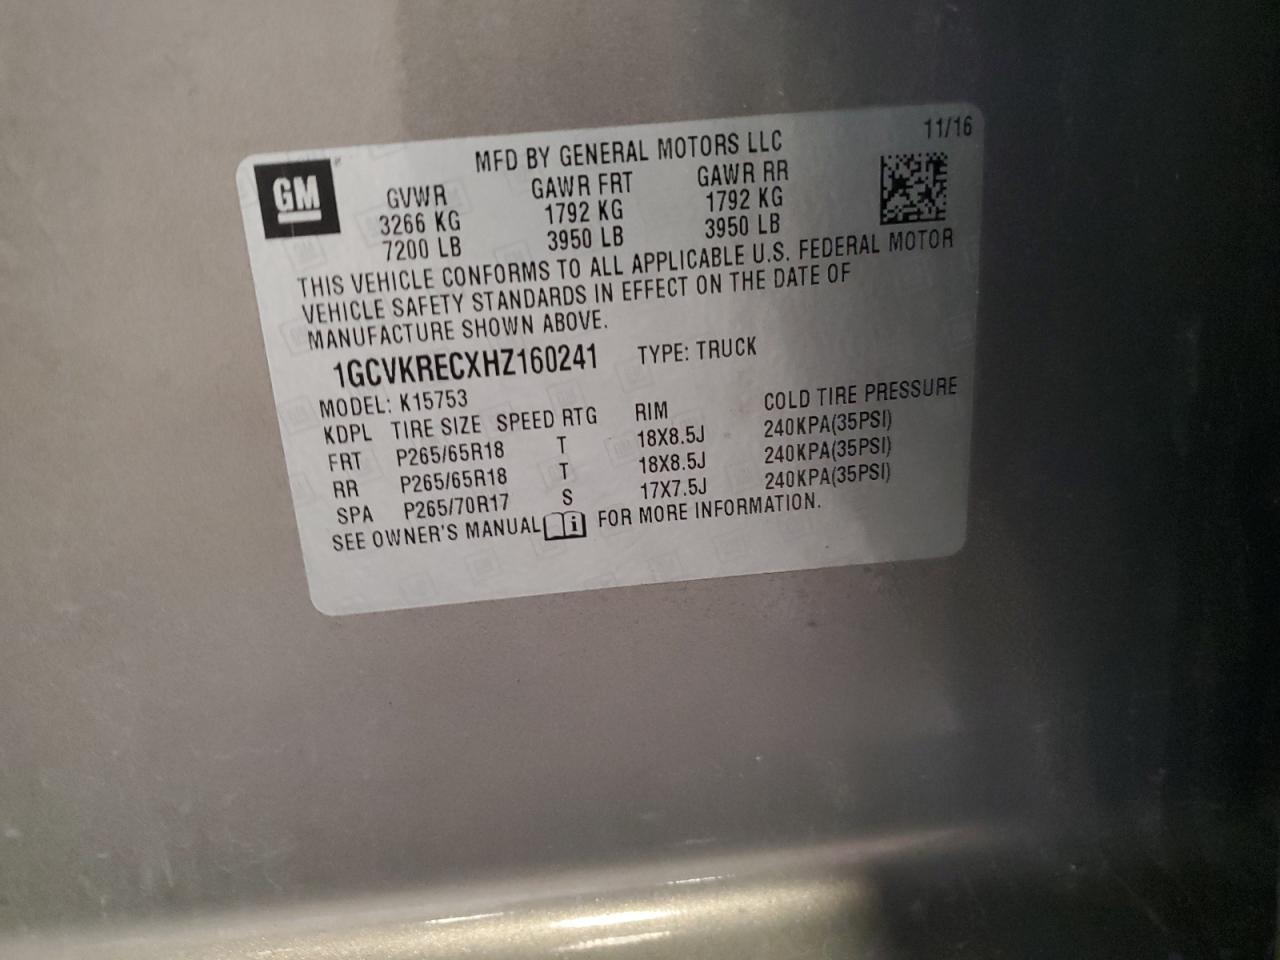 11/16
GM
MFD BY GENERAL MOTORS LLC
GVWR GAWR FRT GAWR RR
3266 KG 1792 KG 1792 KG
7200 LB 3950 LB 3950 LB
THIS VEHICLE CONFORMS TO ALL APPLICABLE U.S. FEDERAL MOTOR
VEHICLE SAFETY STANDARDS IN EFFECT ON THE DATE OF
MANUFACTURE SHOWN ABOVE.
1GCVKRECXHZ160241 TYPE: TRUCK
MODEL: K15753
KDPL TIRE SIZE SPEED RTG RIM COLD TIRE PRESSURE
FRT P265/65R18 T 18X8.5J 240KPA(35PSI)
RR P265/65R18 T 18X8.5J 240KPA(35PSI)
SPA P265/70R17 S 17X7.5J 240KPA(35PSI)
SEE OWNER'S MANUAL FOR MORE INFORMATION.